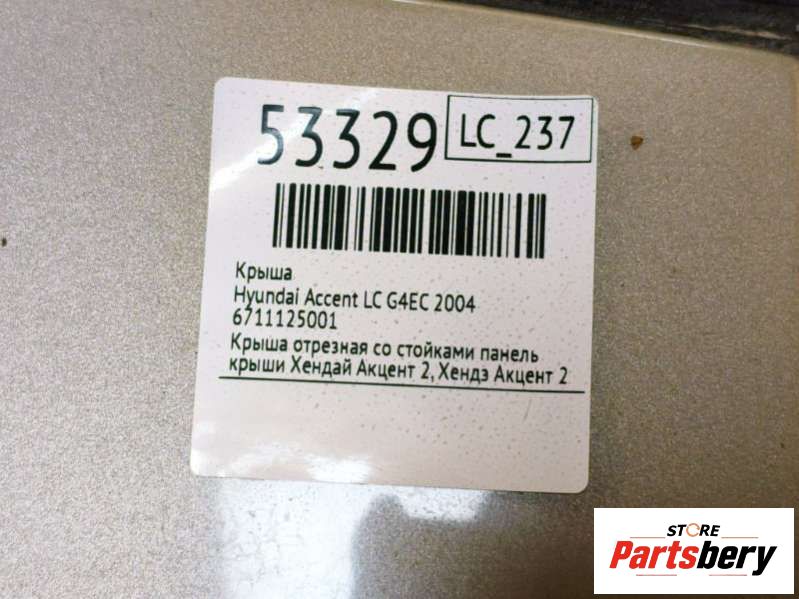 53329
LC_237
Крыша
Hyundai Accent LC G4EC 2004
6711125001
Крыша отрезная со стойками панель
крыши Хендай Акцент 2, Хендэ Акцент 2
STORE
Partsbery